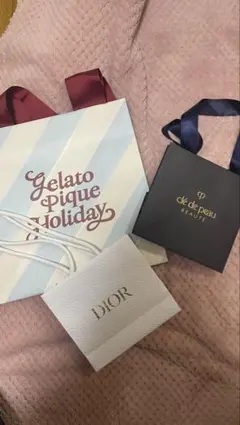 Gelato
Pique
Holiday
clé de peau
BEAUTÉ
DIOR